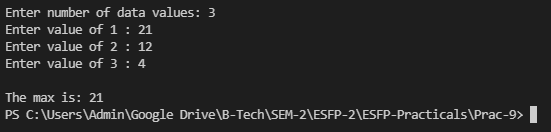 Enter number of data values: 3
Enter value of 1 : 21
Enter value of 2 : 12
Enter value of 3 : 4
The max is: 21
PS C:\Users\Admin\Google Drive\B-Tech\SEM-2\ESFP-2\ESFP-Practicals\Prac-9>